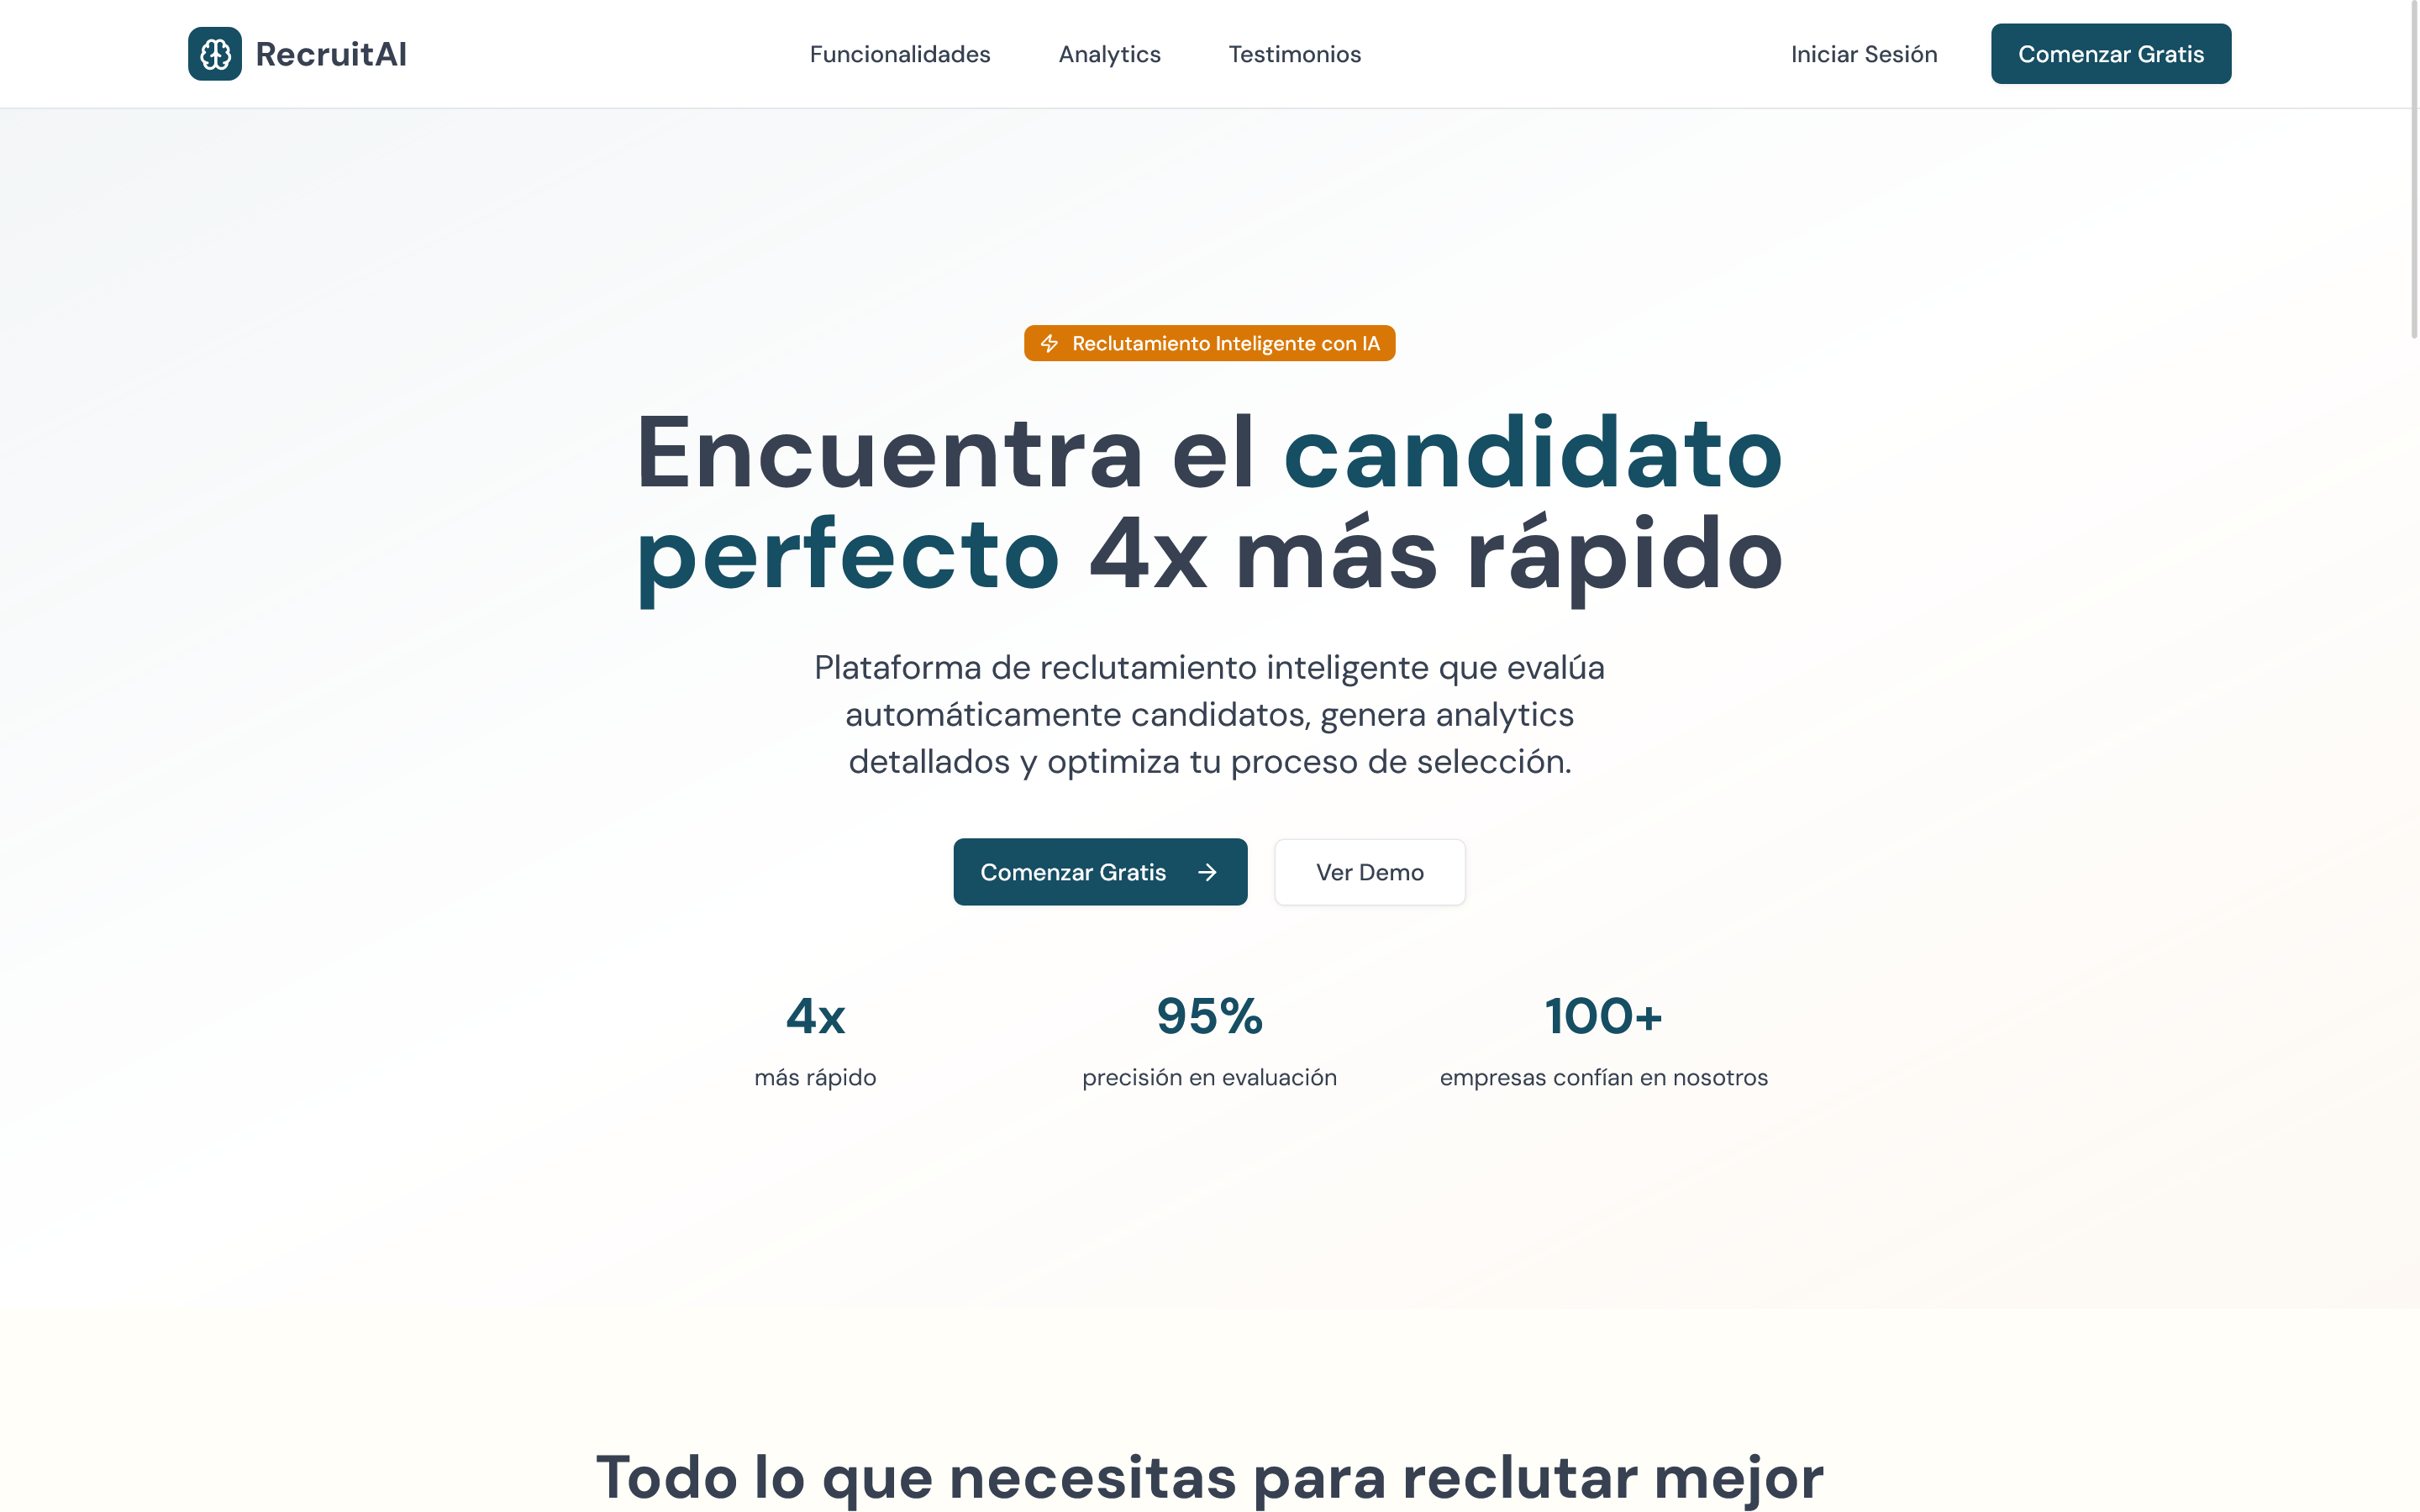 RecruitAI
Funcionalidades
Analytics
Testimonios
Iniciar Sesión
Comenzar Gratis
Reclutamiento Inteligente con IA
Encuentra el candidato
perfecto 4x más rápido
Plataforma de reclutamiento inteligente que evalúa
automáticamente candidatos, genera analytics
detallados y optimiza tu proceso de selección.
Comenzar Gratis
Ver Demo
4x
más rápido
95%
precisión en evaluación
100+
empresas confían en nosotros
Todo lo que necesitas para reclutar mejor